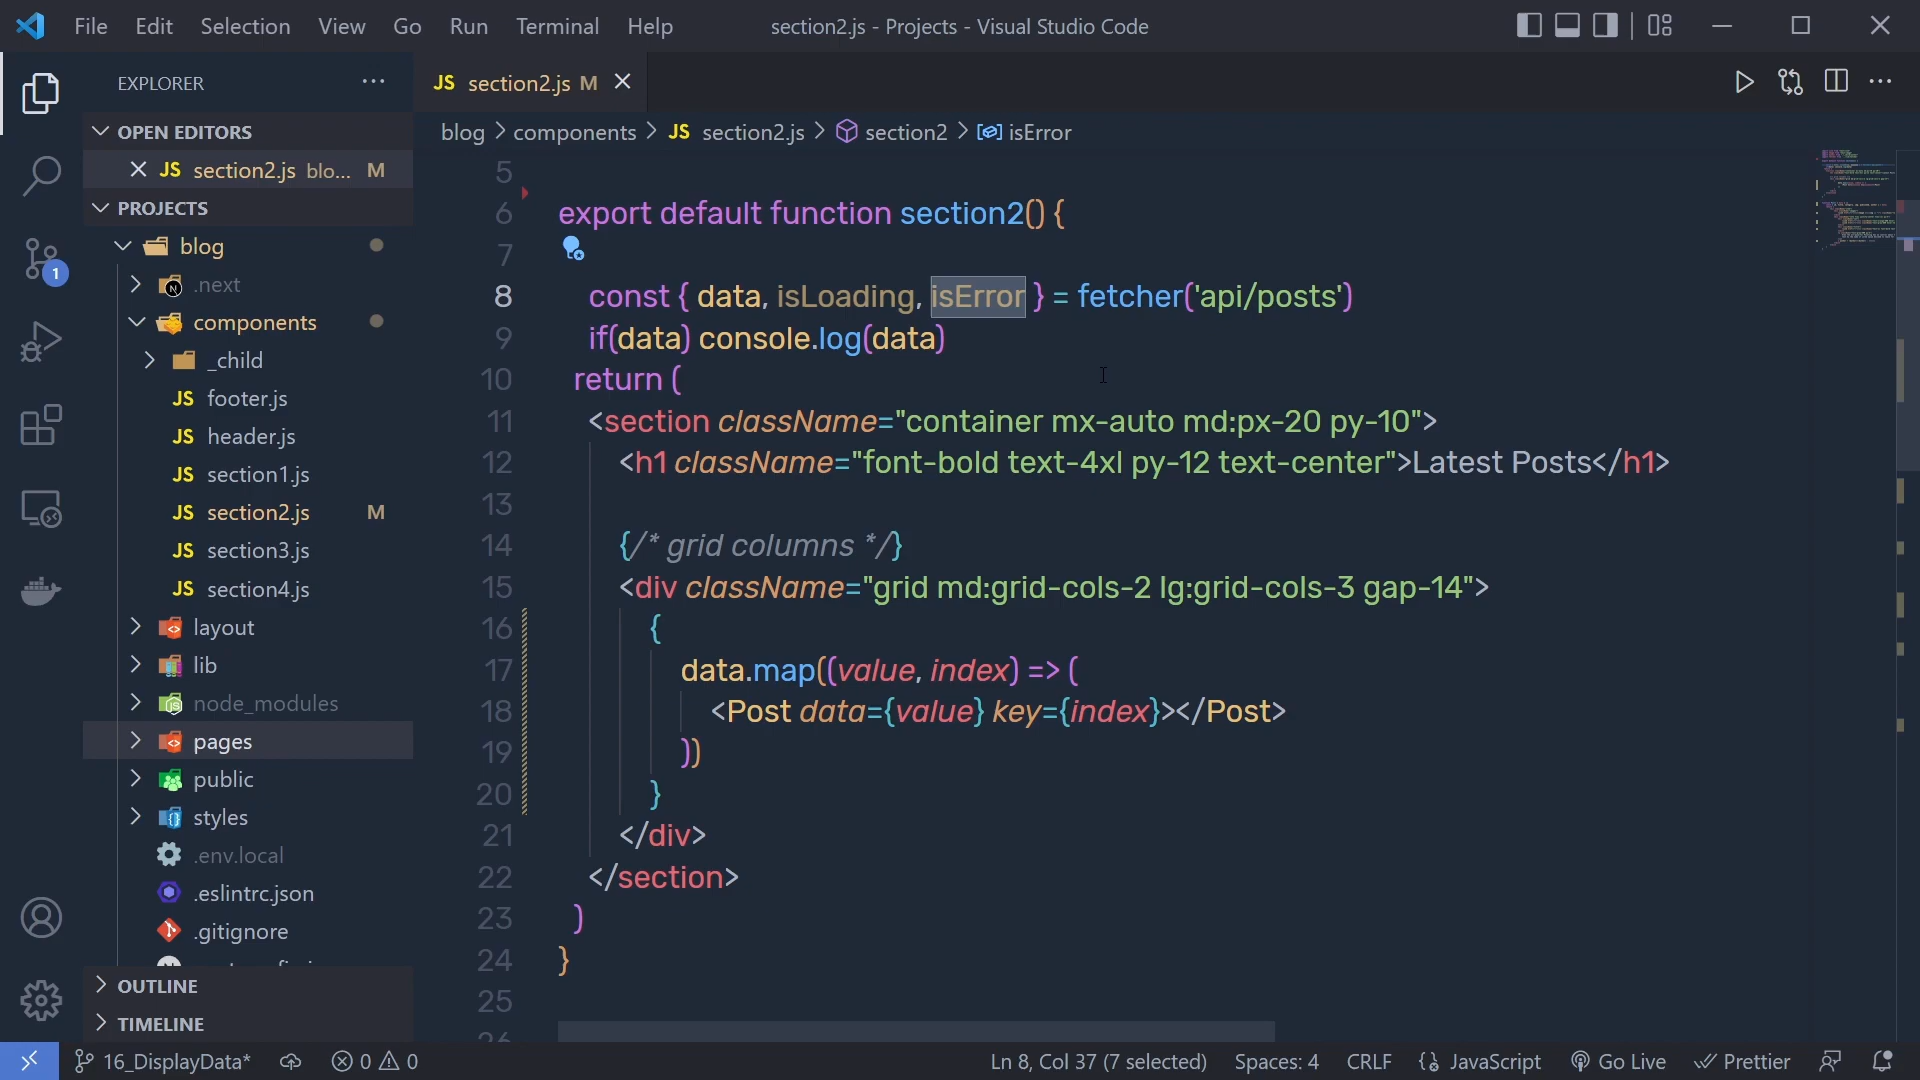 File Edit Selection View Go Run Terminal Help section2.js - Projects - Visual Studio Code
EXPLORER
JS section2.js M
OPEN EDITORS
JS section2.js blo... M
PROJECTS
blog
.next
components
_child
JS footer.js
JS header.js
JS section1.js
JS section2.js M
JS section3.js
JS section4.js
layout
lib
node_modules
pages
public
styles
.env.local
.eslintrc.json
.gitignore
OUTLINE
TIMELINE
1
blog > components > JS section2.js > section2 > isError
5
6 export default function section2() {
7
8 const { data, isLoading, isError } = fetcher('api/posts')
9 if(data) console.log(data)
10 return (
11 <section className="container mx-auto md:px-20 py-10">
12 <h1 className="font-bold text-4xl py-12 text-center">Latest Posts</h1>
13
14 {/* grid columns */}
15 <div className="grid md:grid-cols-2 lg:grid-cols-3 gap-14">
16 {
17 data.map((value, index) => (
18 <Post data={value} key={index}></Post>
19 ))
20 }
21 </div>
22 </section>
23 )
24 }
25
16_DisplayData* 0 0 Ln 8, Col 37 (7 selected) Spaces: 4 CRLF {} JavaScript Go Live Prettier